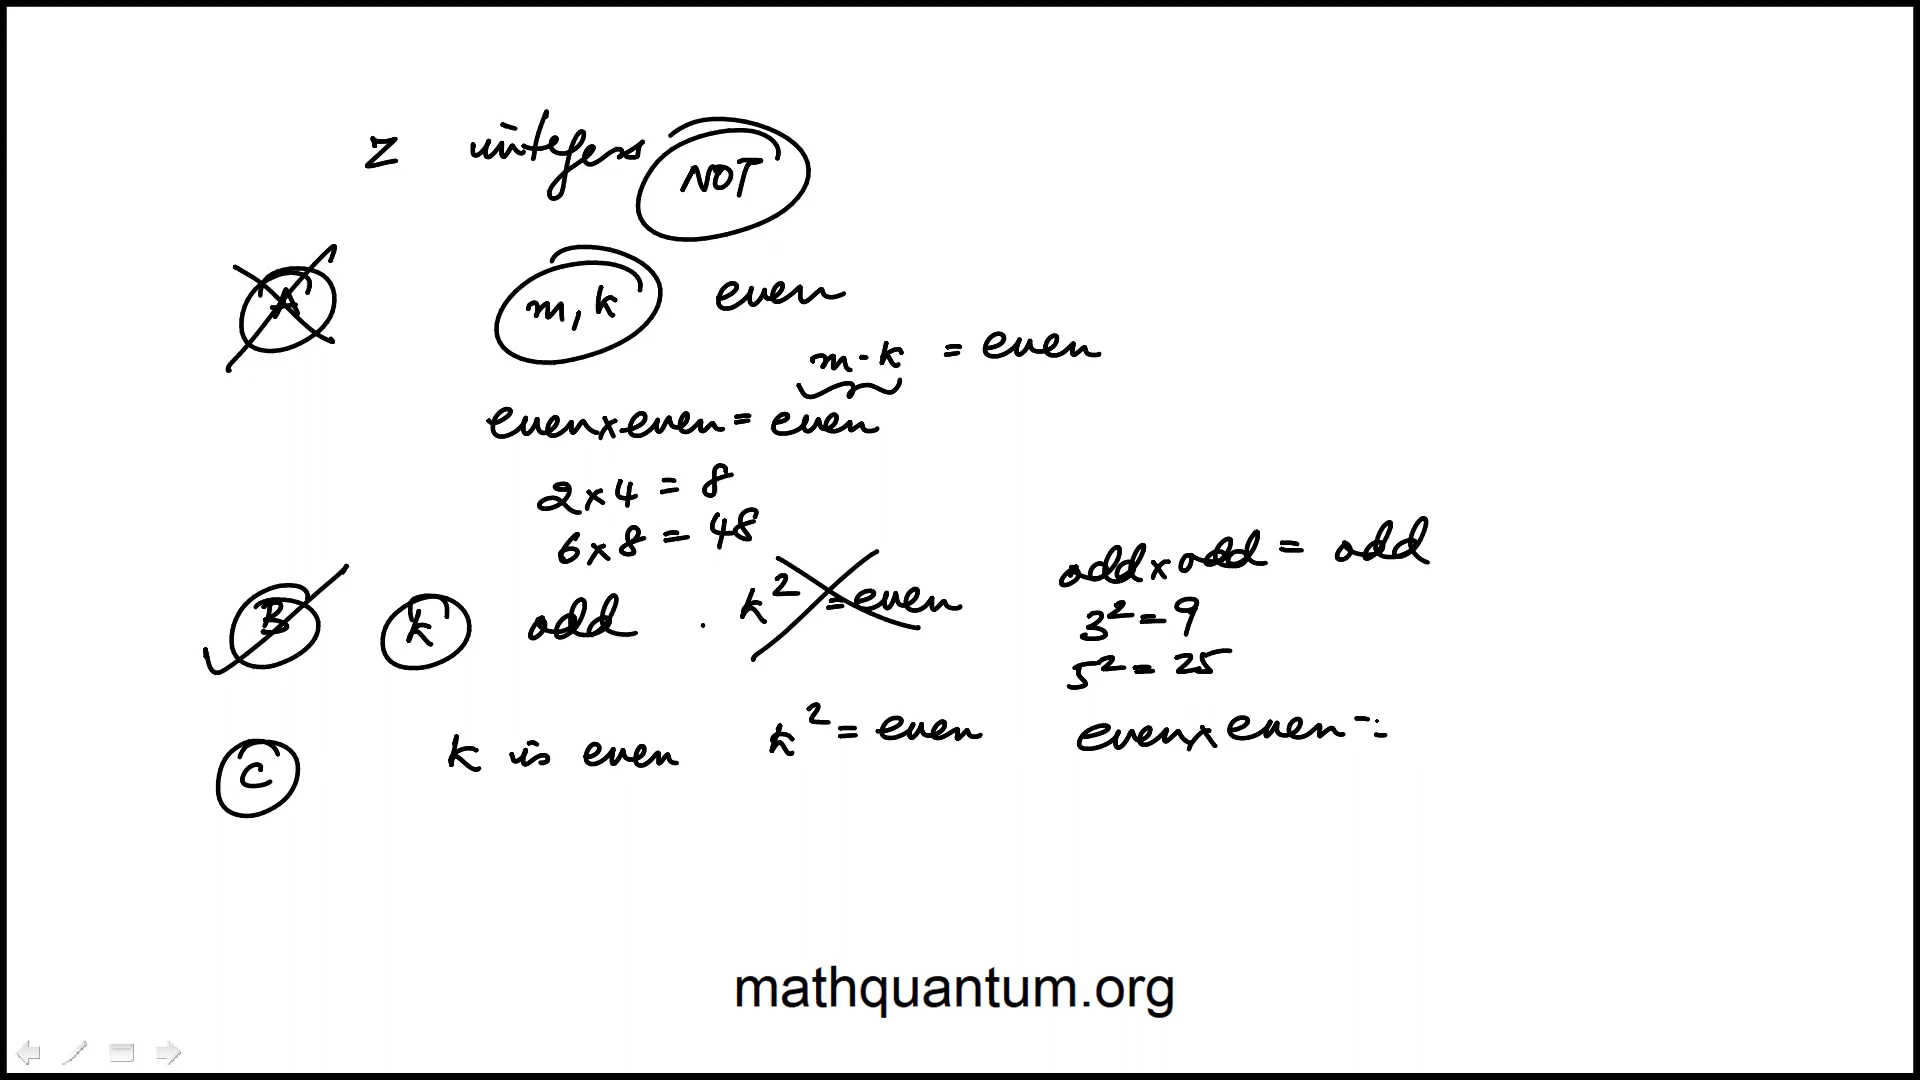 Z integers NOT
A m, k even
m · k = even
even x even = even
2 x 4 = 8
6 x 8 = 48
B k odd . k² = even odd x odd = odd
3² = 9
5² = 25
C k is even k² = even even x even =
mathquantum.org